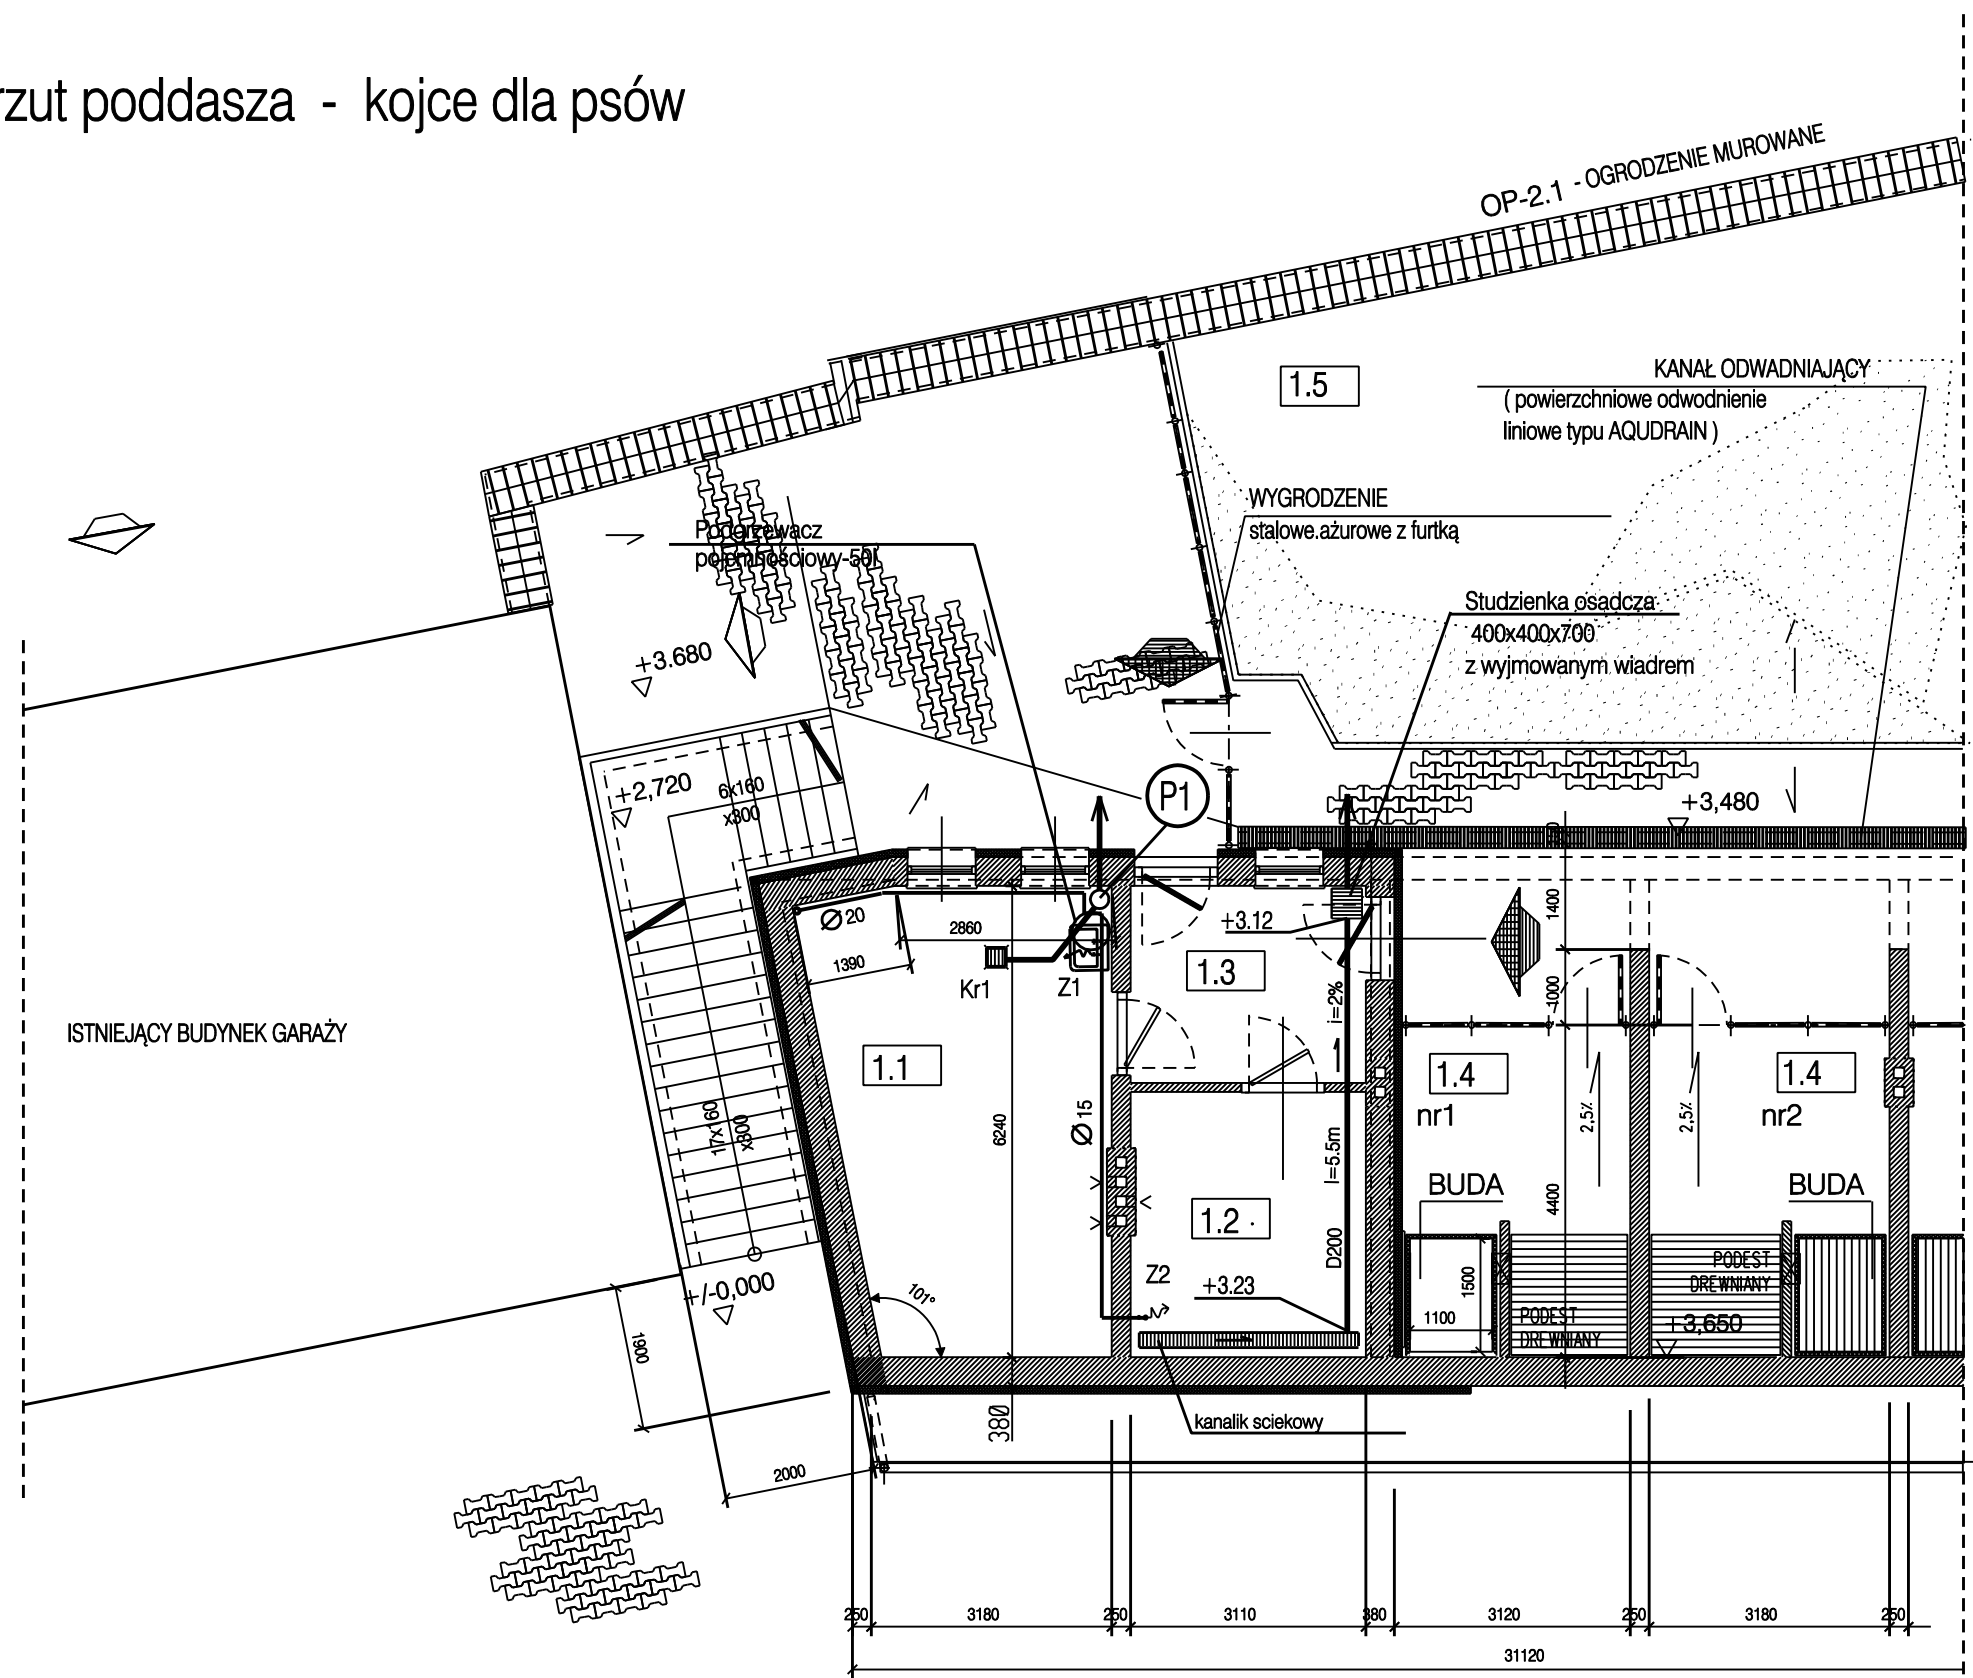 rzut poddasza - kojce dla psów
OP-2.1 - OGRODZENIE MUROWANE
1.5
KANAŁ ODWADNIAJĄCY
( powierzchniowe odwodnienie
liniowe typu AQUDRAIN )
WYGRODZENIE
stalowe.ażurowe z furtką
Podgrzewacz
pojemnościowy-50l
Studzienka osadcza
400x400x700
z wyjmowanym wiadrem
+3.680
+2,720
6x160
x300
P1
+3,480
Ø 20
2860
1390
Kr1
Z1
+3.12
1.3
i=2%
1400
1000
ISTNIEJĄCY BUDYNEK GARAŻY
1.1
1.4
nr1
1.4
nr2
2,5%
2,5%
17x160
x300
6240
Ø 15
l=5.5m
BUDA
BUDA
4400
1.2
D200
Z2
+3.23
+/-0,000
101°
1500
1100
PODEST
DREWNIANY
PODEST
DREWNIANY
+3,650
1900
380
kanalik sciekowy
2000
250
3180
250
3110
380
3120
250
3180
250
31120